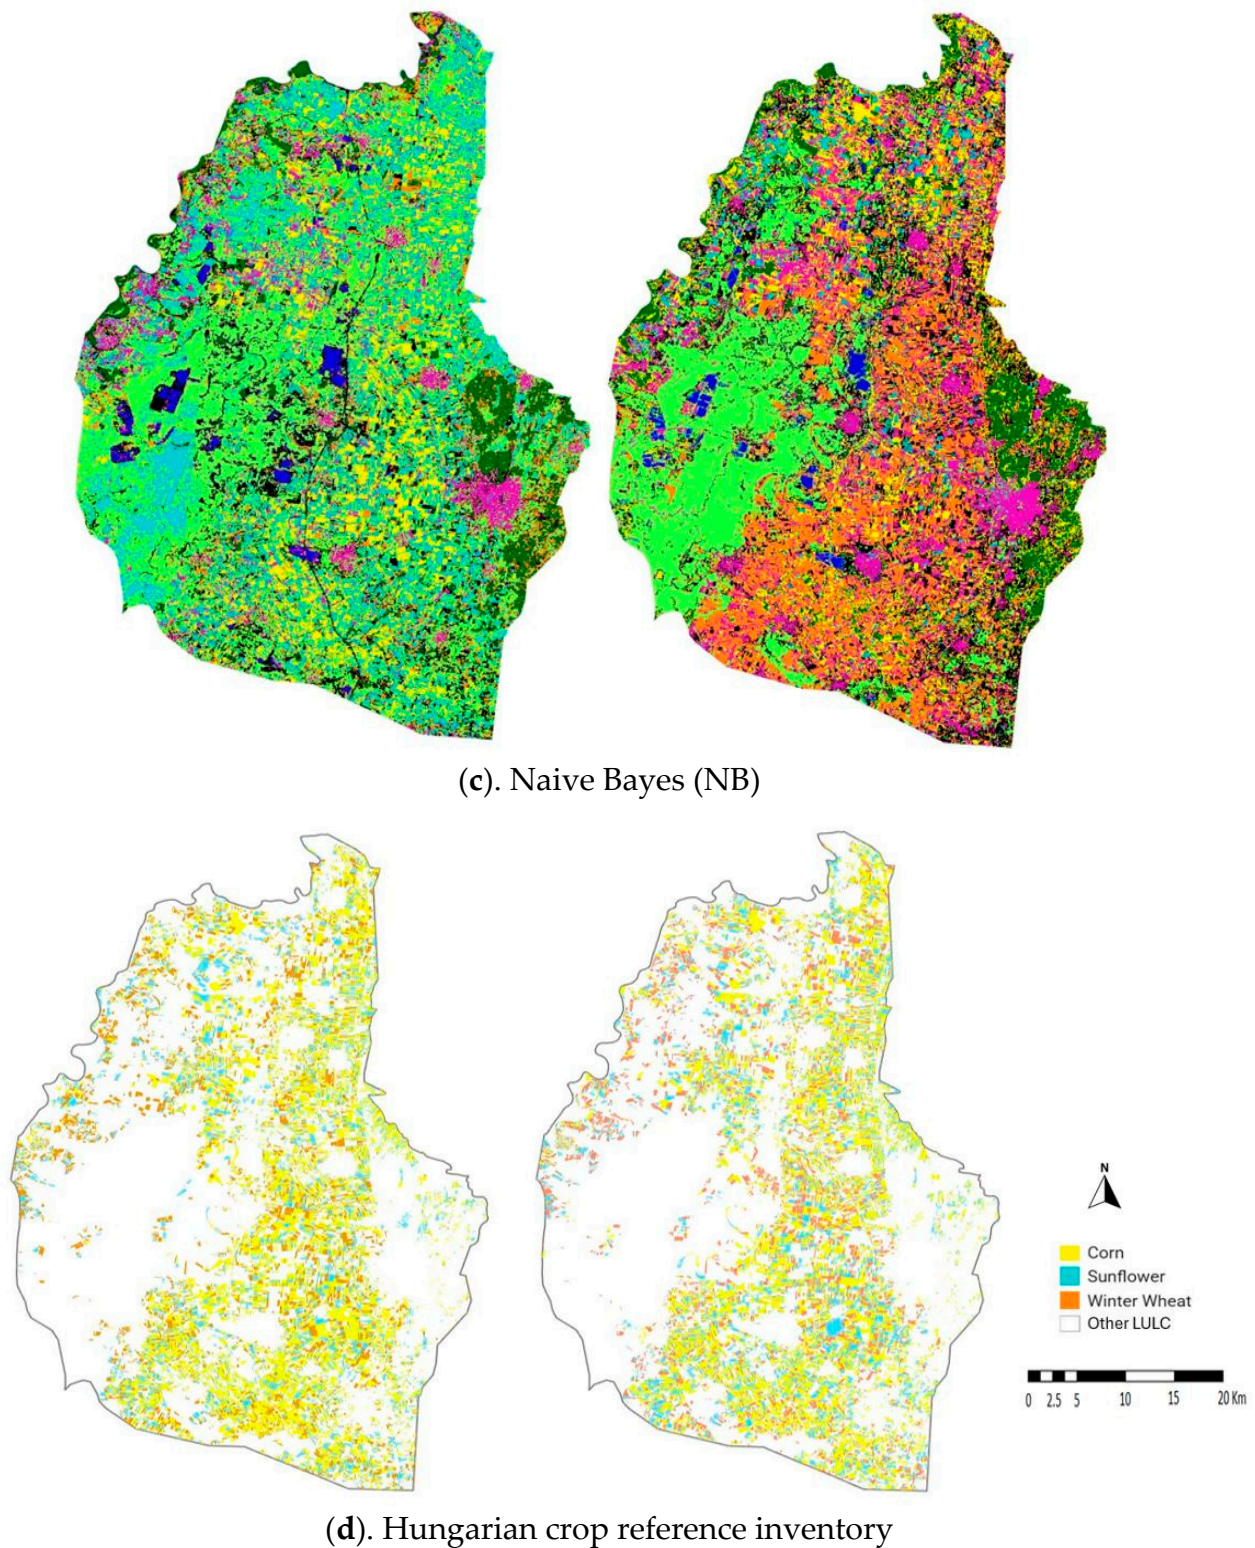 (c). Naive Bayes (NB)
N
Corn
Sunflower
Winter Wheat
Other LULC
0 2.5 5 10 15 20 Km
(d). Hungarian crop reference inventory